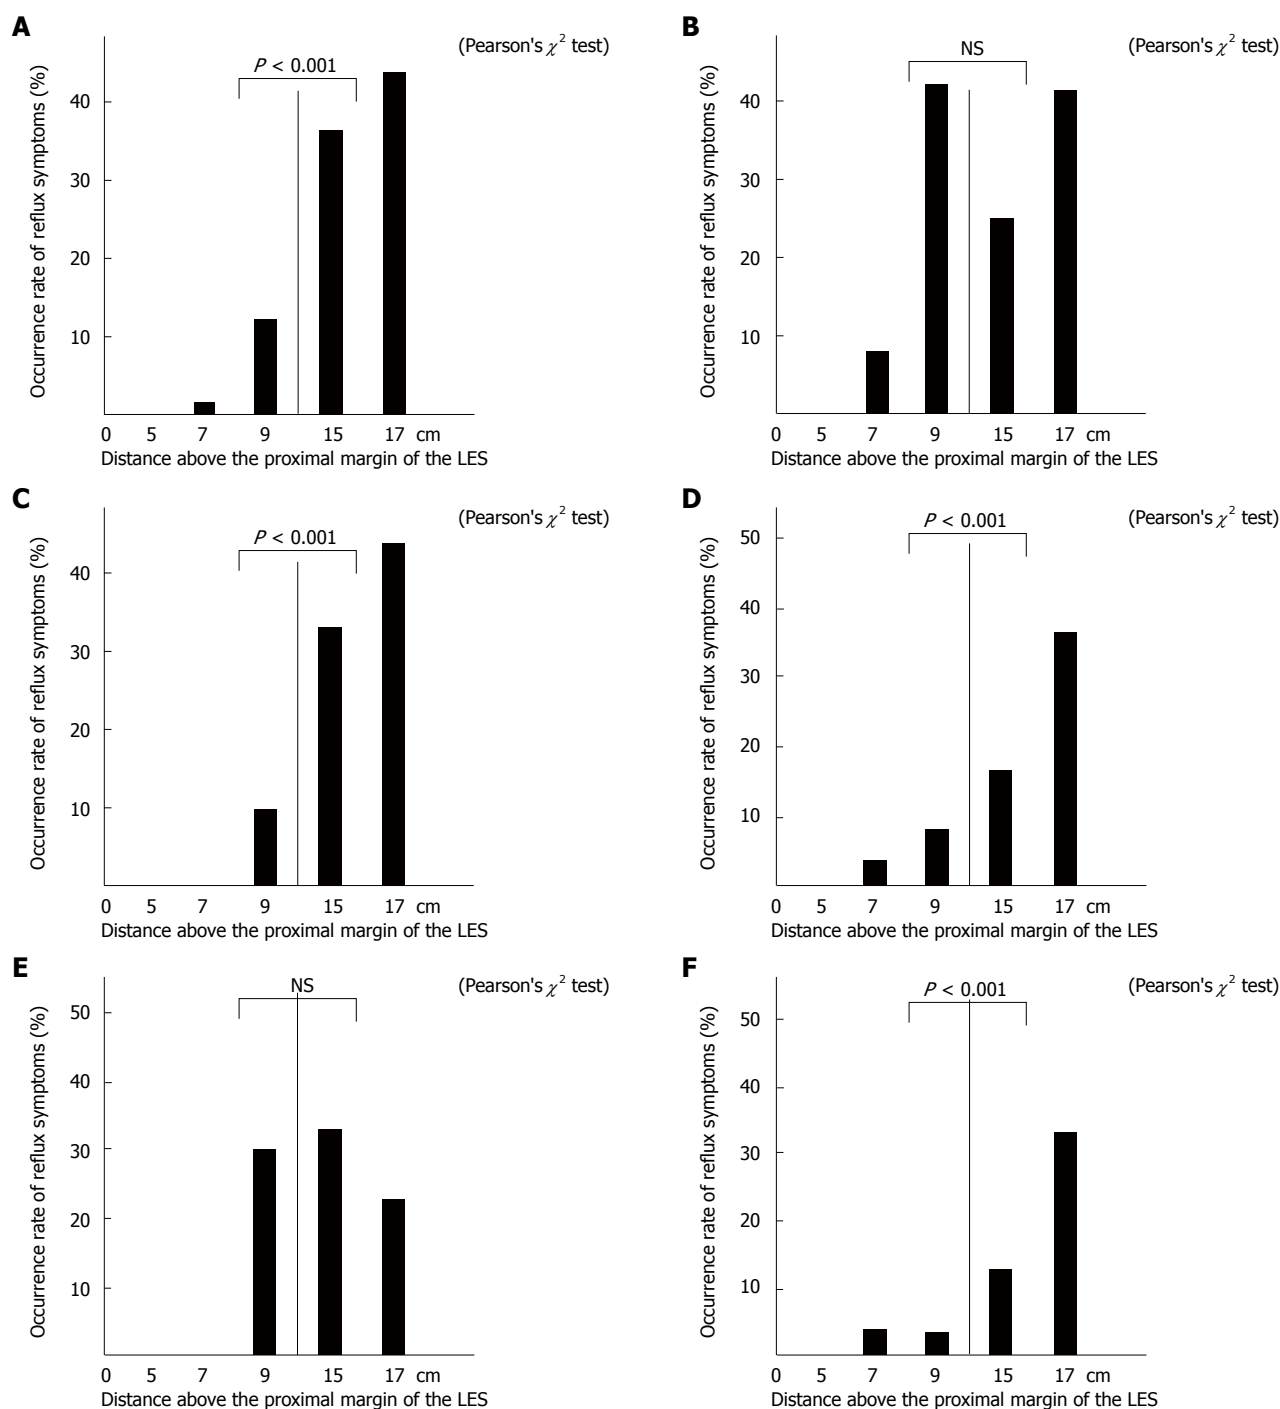 A
(Pearson's χ² test)
P < 0.001
Occurrence rate of reflux symptoms (%)
40
30
20
10
0 5 7 9 15 17 cm
Distance above the proximal margin of the LES
B
(Pearson's χ² test)
NS
Occurrence rate of reflux symptoms (%)
40
30
20
10
0 5 7 9 15 17 cm
Distance above the proximal margin of the LES
C
(Pearson's χ² test)
P < 0.001
Occurrence rate of reflux symptoms (%)
40
30
20
10
0 5 7 9 15 17 cm
Distance above the proximal margin of the LES
D
(Pearson's χ² test)
P < 0.001
Occurrence rate of reflux symptoms (%)
50
40
30
20
10
0 5 7 9 15 17 cm
Distance above the proximal margin of the LES
E
(Pearson's χ² test)
NS
Occurrence rate of reflux symptoms (%)
50
40
30
20
10
0 5 7 9 15 17 cm
Distance above the proximal margin of the LES
F
(Pearson's χ² test)
P < 0.001
Occurrence rate of reflux symptoms (%)
50
40
30
20
10
0 5 7 9 15 17 cm
Distance above the proximal margin of the LES